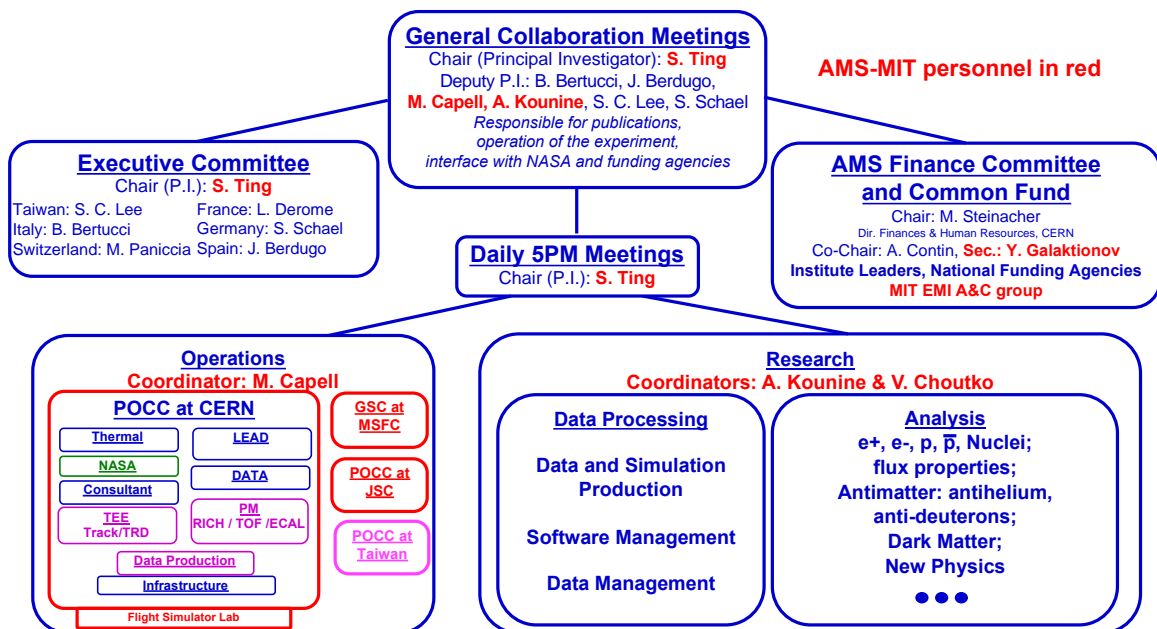 General Collaboration Meetings
Chair (Principal Investigator): S. Ting
Deputy P.I.: B. Bertucci, J. Berdugo,
M. Capell, A. Kounine, S. C. Lee, S. Schael
Responsible for publications,
operation of the experiment,
interface with NASA and funding agencies
AMS-MIT personnel in red
Executive Committee
Chair (P.I.): S. Ting
Taiwan: S. C. Lee
Italy: B. Bertucci
Switzerland: M. Paniccia
France: L. Derome
Germany: S. Schael
Spain: J. Berdugo
AMS Finance Committee
and Common Fund
Chair: M. Steinacher
Dir. Finances & Human Resources, CERN
Co-Chair: A. Contin, Sec.: Y. Galaktionov
Institute Leaders, National Funding Agencies
MIT EMI A&C group
Daily 5PM Meetings
Chair (P.I.): S. Ting
Operations
Coordinator: M. Capell
POCC at CERN
Thermal
NASA
Consultant
TEE
Track/TRD
LEAD
DATA
PM
RICH / TOF /ECAL
Data Production
Infrastructure
Flight Simulator Lab
GSC at
MSFC
POCC at
JSC
POCC at
Taiwan
Research
Coordinators: A. Kounine & V. Choutko
Data Processing
Data and Simulation
Production
Software Management
Data Management
Analysis
e+, e-, p, p̅, Nuclei;
flux properties;
Antimatter: antihelium,
anti-deuterons;
Dark Matter;
New Physics
●●●